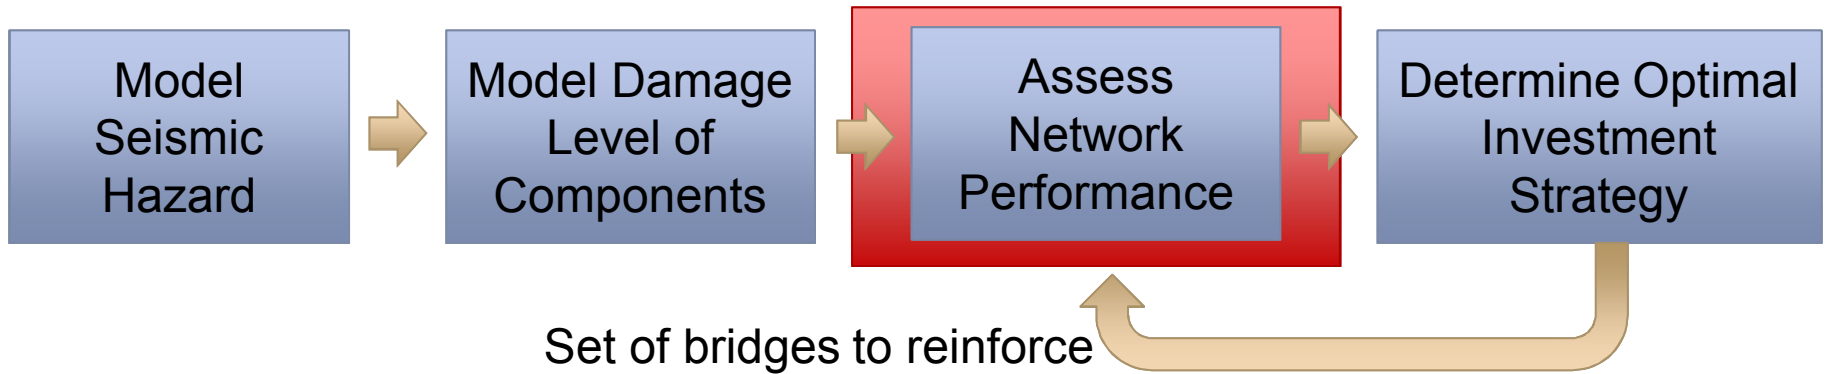 Model
Seismic
Hazard
Model Damage
Level of
Components
Assess
Network
Performance
Determine Optimal
Investment
Strategy
Set of bridges to reinforce